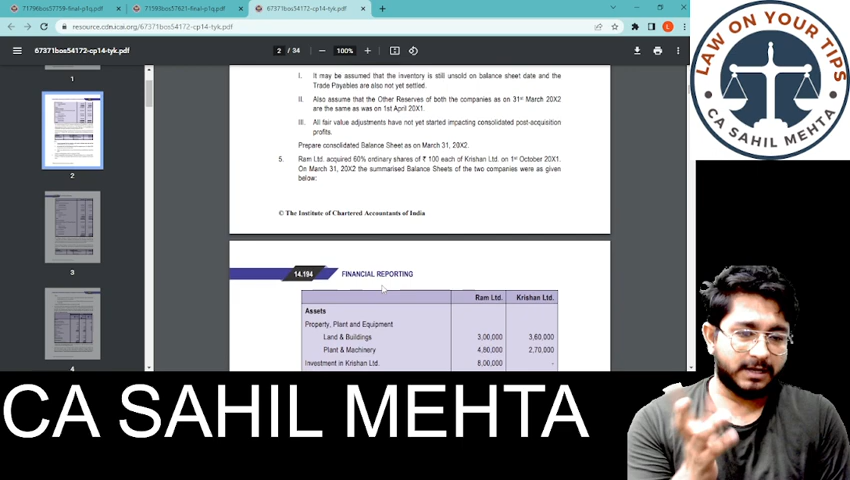 71796bos57759-final-p1q.pdf
71593bos57621-final-p1q.pdf
67371bos54172-cp14-tyk.pdf
resource.cdn.icai.org/67371bos54172-cp14-tyk.pdf
67371bos54172-cp14-tyk.pdf
2 / 34
100%
1
2
3
4
I. It may be assumed that the inventory is still unsold on balance sheet date and the
Trade Payables are also not yet settled.
II. Also assume that the Other Reserves of both the companies as on 31st March 20X2
are the same as was on 1st April 20X1.
III. All fair value adjustments have not yet started impacting consolidated post-acquisition
profits.
Prepare consolidated Balance Sheet as on March 31, 20X2.
5. Ram Ltd. acquired 60% ordinary shares of ₹ 100 each of Krishan Ltd. on 1st October 20X1.
On March 31, 20X2 the summarised Balance Sheets of the two companies were as given
below:
© The Institute of Chartered Accountants of India
14.194 FINANCIAL REPORTING
Ram Ltd. Krishan Ltd.
Assets
Property, Plant and Equipment
Land & Buildings 3,00,000 3,60,000
Plant & Machinery 4,80,000 2,70,000
Investment in Krishan Ltd. 8,00,000 -
LAW ON YOUR TIPS
CA SAHIL MEHTA
CA SAHIL MEHTA